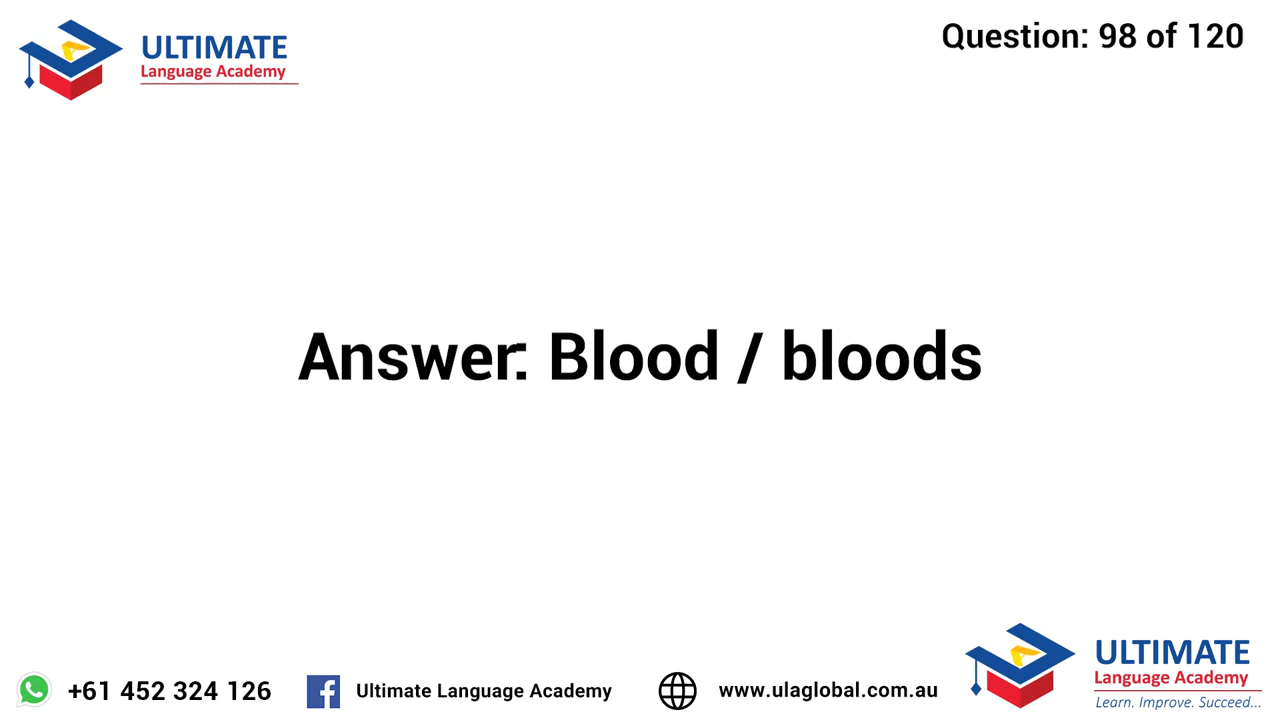 ULTIMATE
Language Academy
Question: 98 of 120
Answer: Blood / bloods
+61 452 324 126
Ultimate Language Academy
www.ulaglobal.com.au
ULTIMATE
Language Academy
Learn. Improve. Succeed...